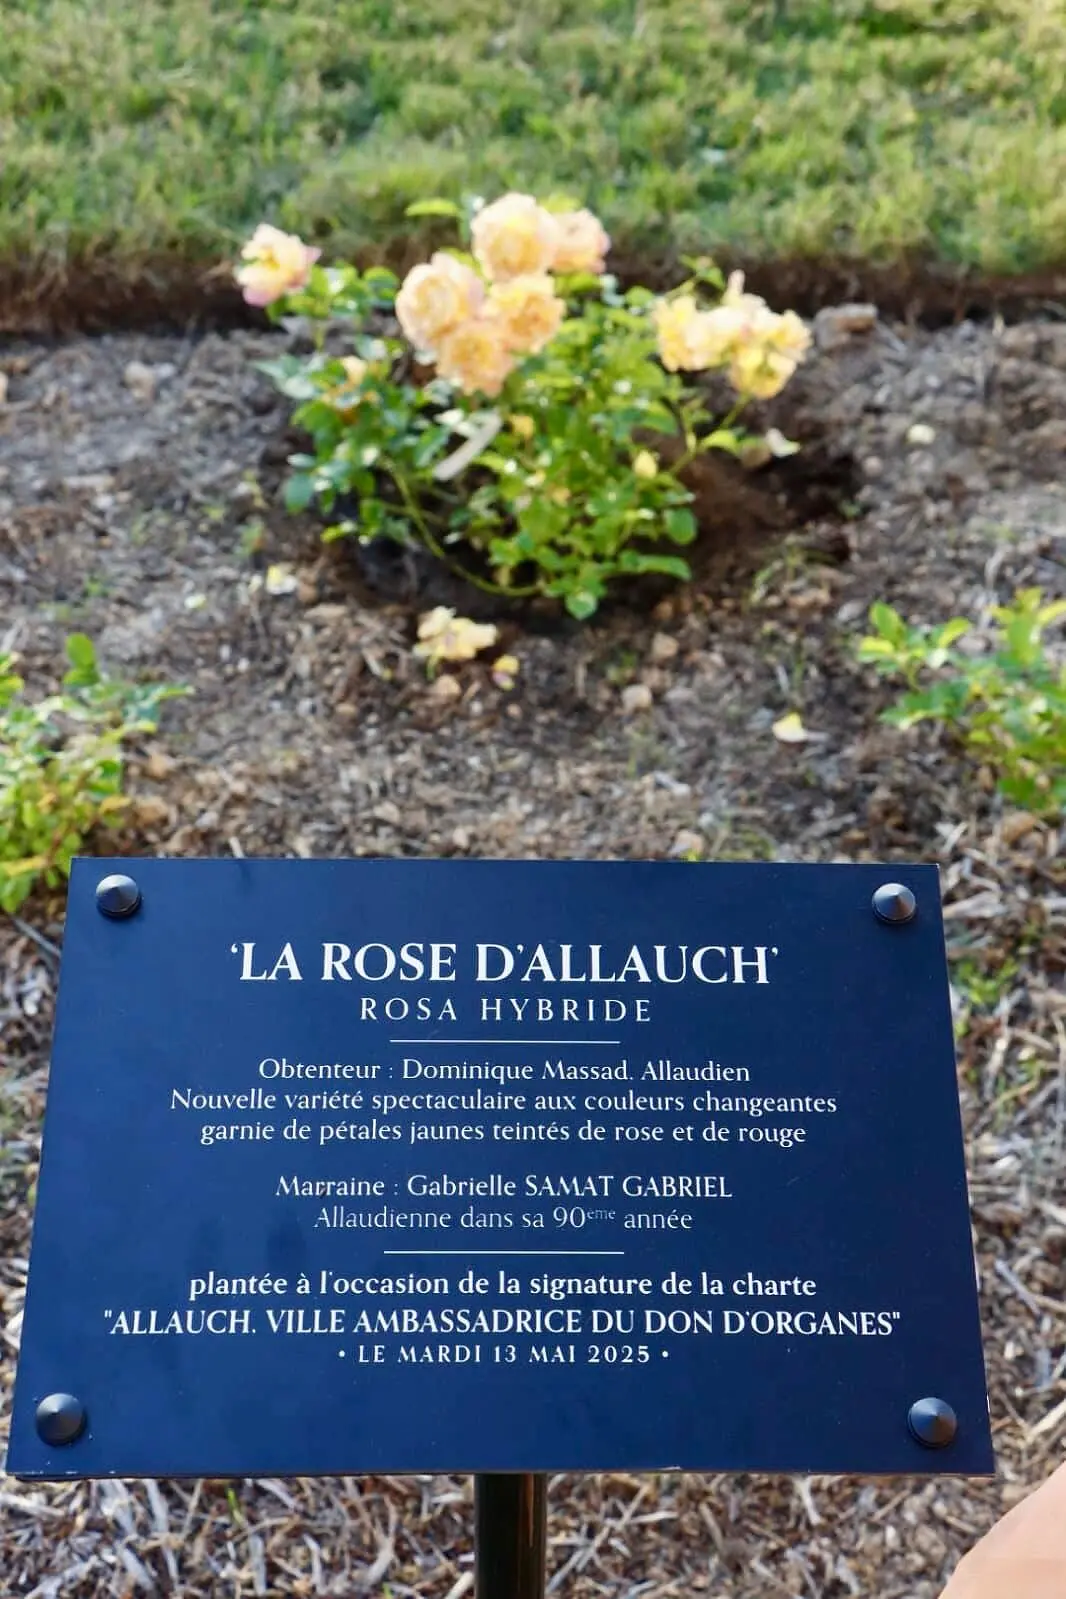 ‘LA ROSE D’ALLAUCH’
ROSA HYBRIDE
Obtenteur : Dominique Massad, Allaudien
Nouvelle variété spectaculaire aux couleurs changeantes
garnie de pétales jaunes teintés de rose et de rouge
Marraine : Gabrielle SAMAT GABRIEL
Allaudienne dans sa 90ème année
plantée à l'occasion de la signature de la charte
"ALLAUCH, VILLE AMBASSADRICE DU DON D'ORGANES"
• LE MARDI 13 MAI 2025 •